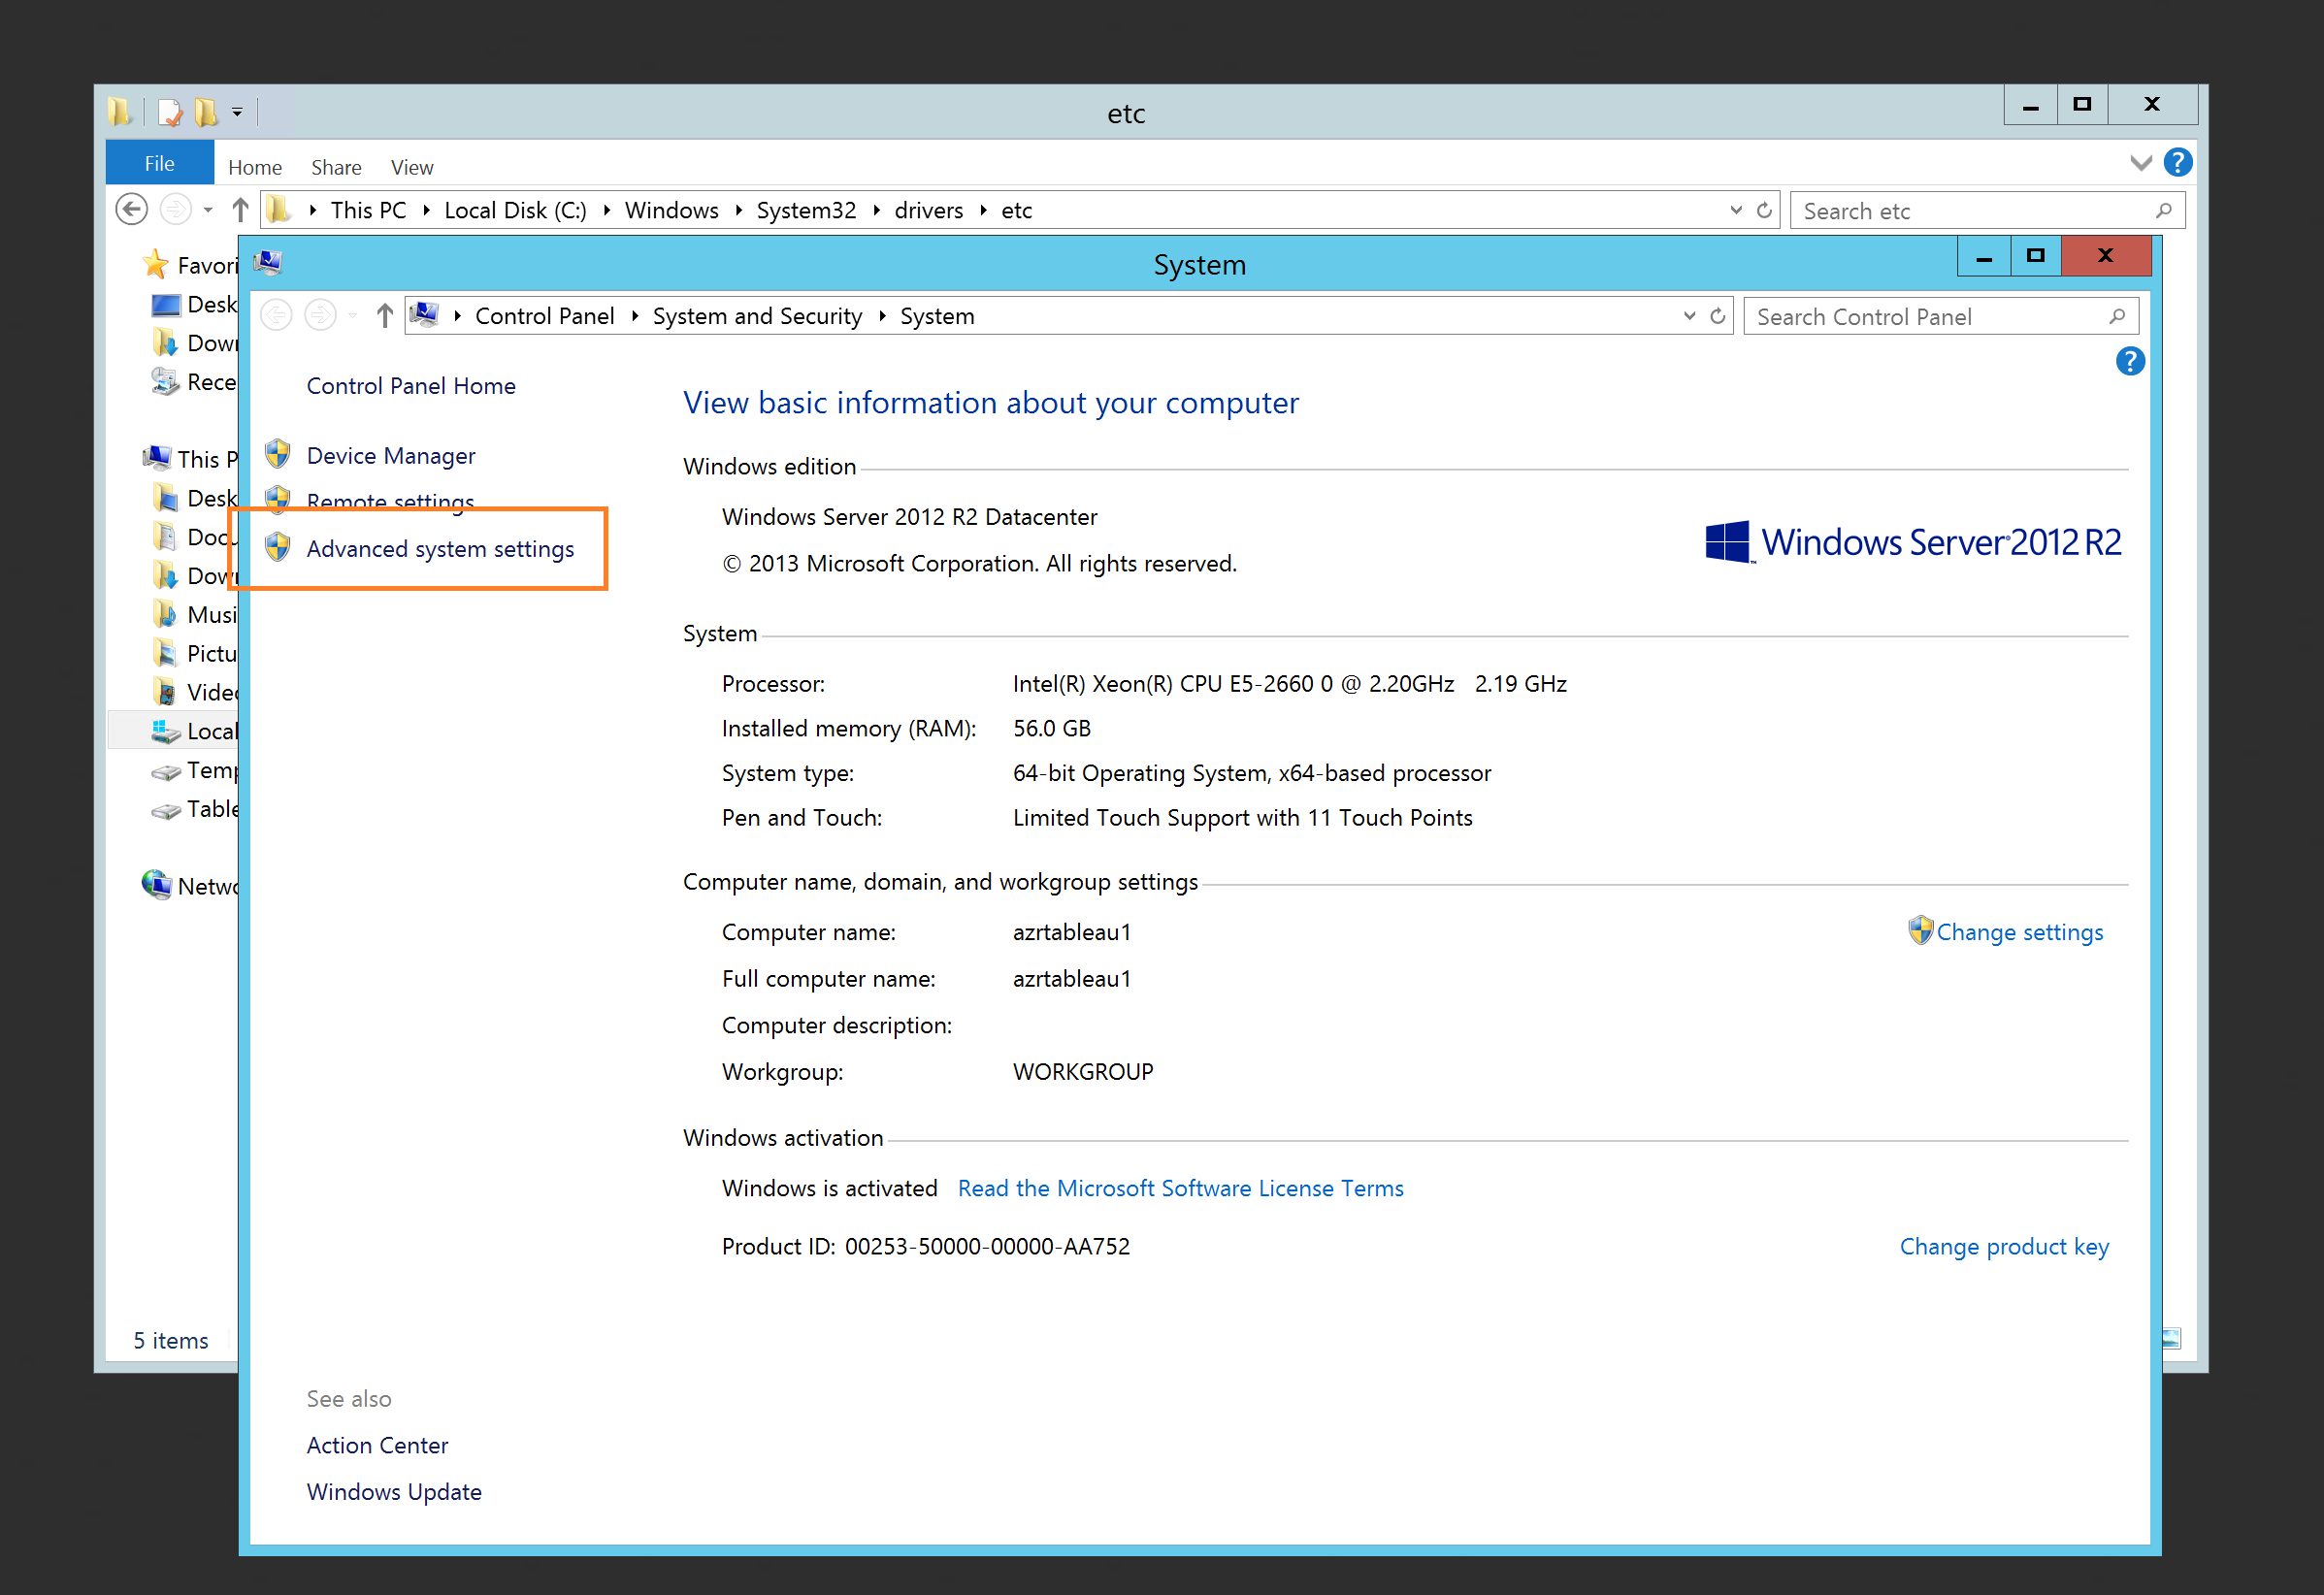 etc
File Home Share View
This PC Local Disk (C:) Windows System32 drivers etc
Search etc
Favori
Desk
Down
Rece
This P
Desk
Docu
Down
Musi
Pictu
Video
Local
Temp
Table
Netwo
5 items
System
Control Panel System and Security System
Search Control Panel
Control Panel Home
Device Manager
Remote settings
Advanced system settings
View basic information about your computer
Windows edition
Windows Server 2012 R2 Datacenter
© 2013 Microsoft Corporation. All rights reserved.
Windows Server 2012 R2
System
Processor: Intel(R) Xeon(R) CPU E5-2660 0 @ 2.20GHz 2.19 GHz
Installed memory (RAM): 56.0 GB
System type: 64-bit Operating System, x64-based processor
Pen and Touch: Limited Touch Support with 11 Touch Points
Computer name, domain, and workgroup settings
Computer name: azrtableau1
Change settings
Full computer name: azrtableau1
Computer description:
Workgroup: WORKGROUP
Windows activation
Windows is activated Read the Microsoft Software License Terms
Product ID: 00253-50000-00000-AA752
Change product key
See also
Action Center
Windows Update